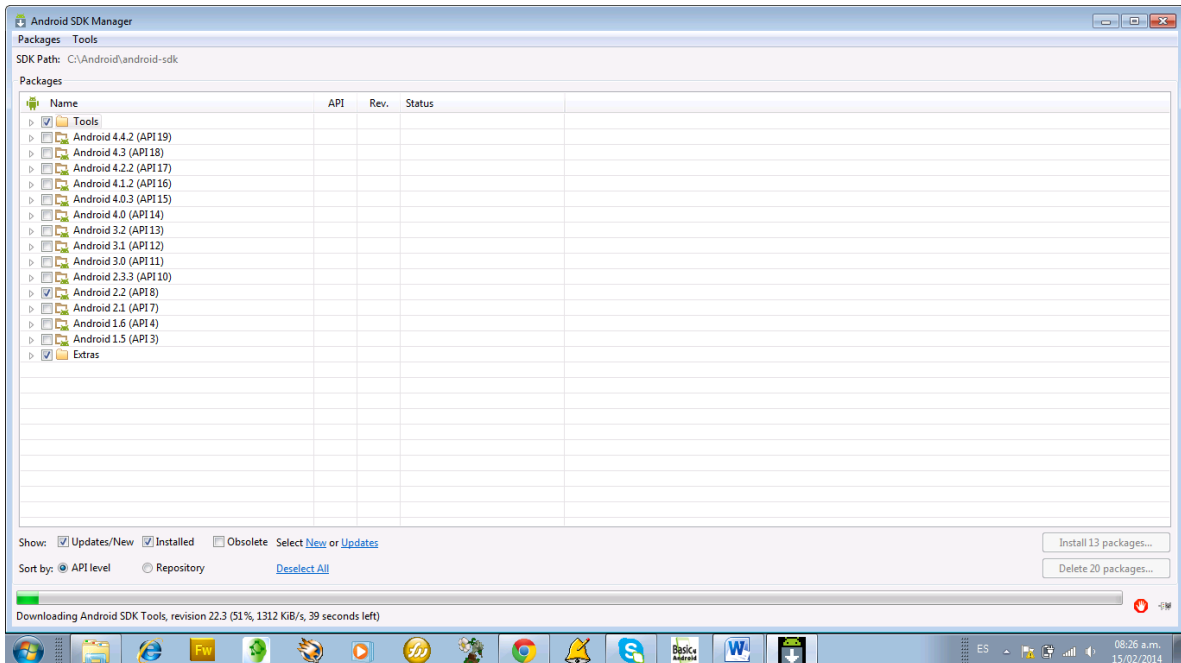 Android SDK Manager
Packages Tools
SDK Path: C:\Android\android-sdk
Packages
Name API Rev. Status
Tools
Android 4.4.2 (API 19)
Android 4.3 (API 18)
Android 4.2.2 (API 17)
Android 4.1.2 (API 16)
Android 4.0.3 (API 15)
Android 4.0 (API 14)
Android 3.2 (API 13)
Android 3.1 (API 12)
Android 3.0 (API 11)
Android 2.3.3 (API 10)
Android 2.2 (API 8)
Android 2.1 (API 7)
Android 1.6 (API 4)
Android 1.5 (API 3)
Extras
Show: Updates/New Installed Obsolete Select New or Updates Install 13 packages...
Sort by: API level Repository Deselect All Delete 20 packages...
Downloading Android SDK Tools, revision 22.3 (51%, 1312 KiB/s, 39 seconds left)
Fw
Basic4
Android
W
ES
08:26 a.m.
15/02/2014